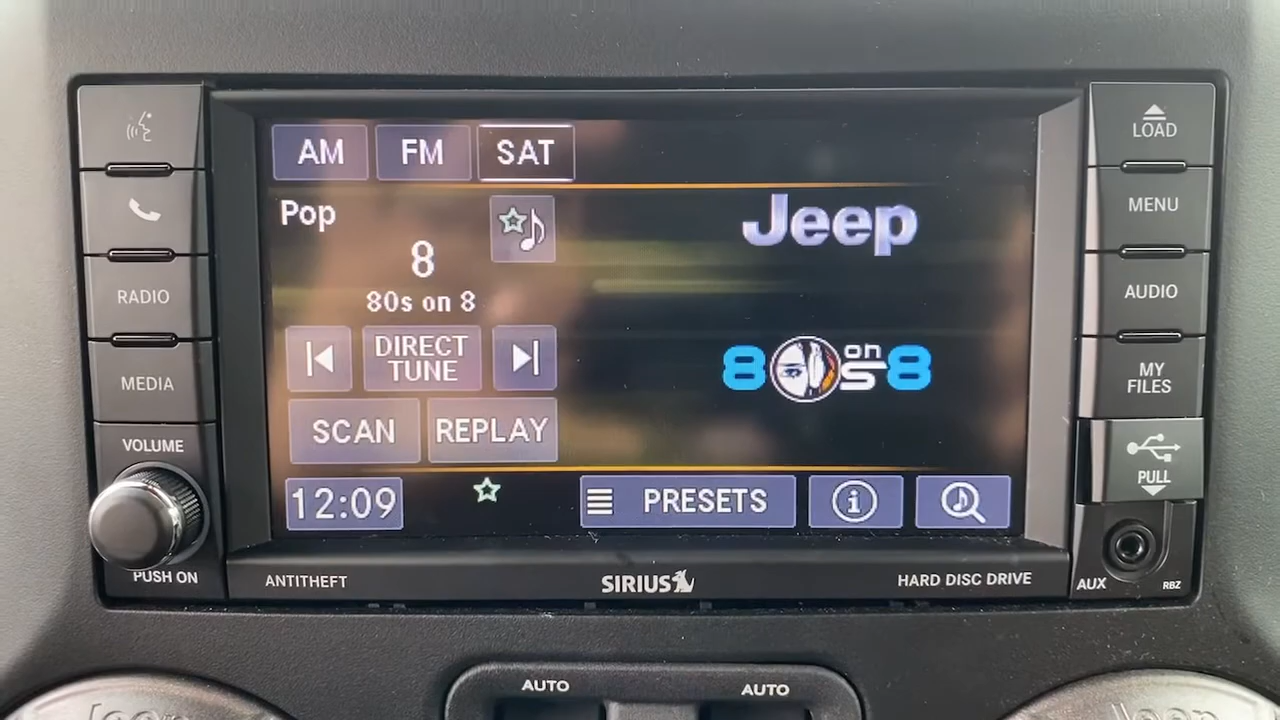 AM FM SAT
Pop
8
80s on 8
DIRECT
TUNE
SCAN REPLAY
12:09
PRESETS
Jeep
80s on 8
RADIO
MEDIA
VOLUME
PUSH ON
LOAD
MENU
AUDIO
MY
FILES
PULL
AUX RBZ
ANTITHEFT SIRIUS HARD DISC DRIVE
AUTO AUTO
Jeep Jeep